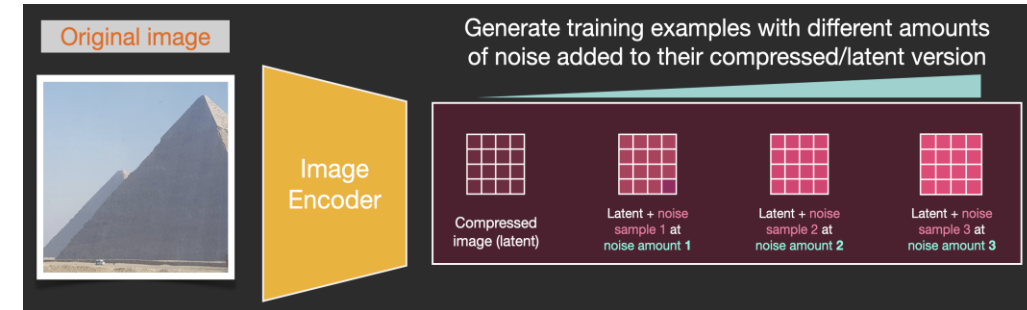 Original image
Generate training examples with different amounts
of noise added to their compressed/latent version
Image
Encoder
Compressed
image (latent)
Latent + noise
sample 1 at
noise amount 1
Latent + noise
sample 2 at
noise amount 2
Latent + noise
sample 3 at
noise amount 3